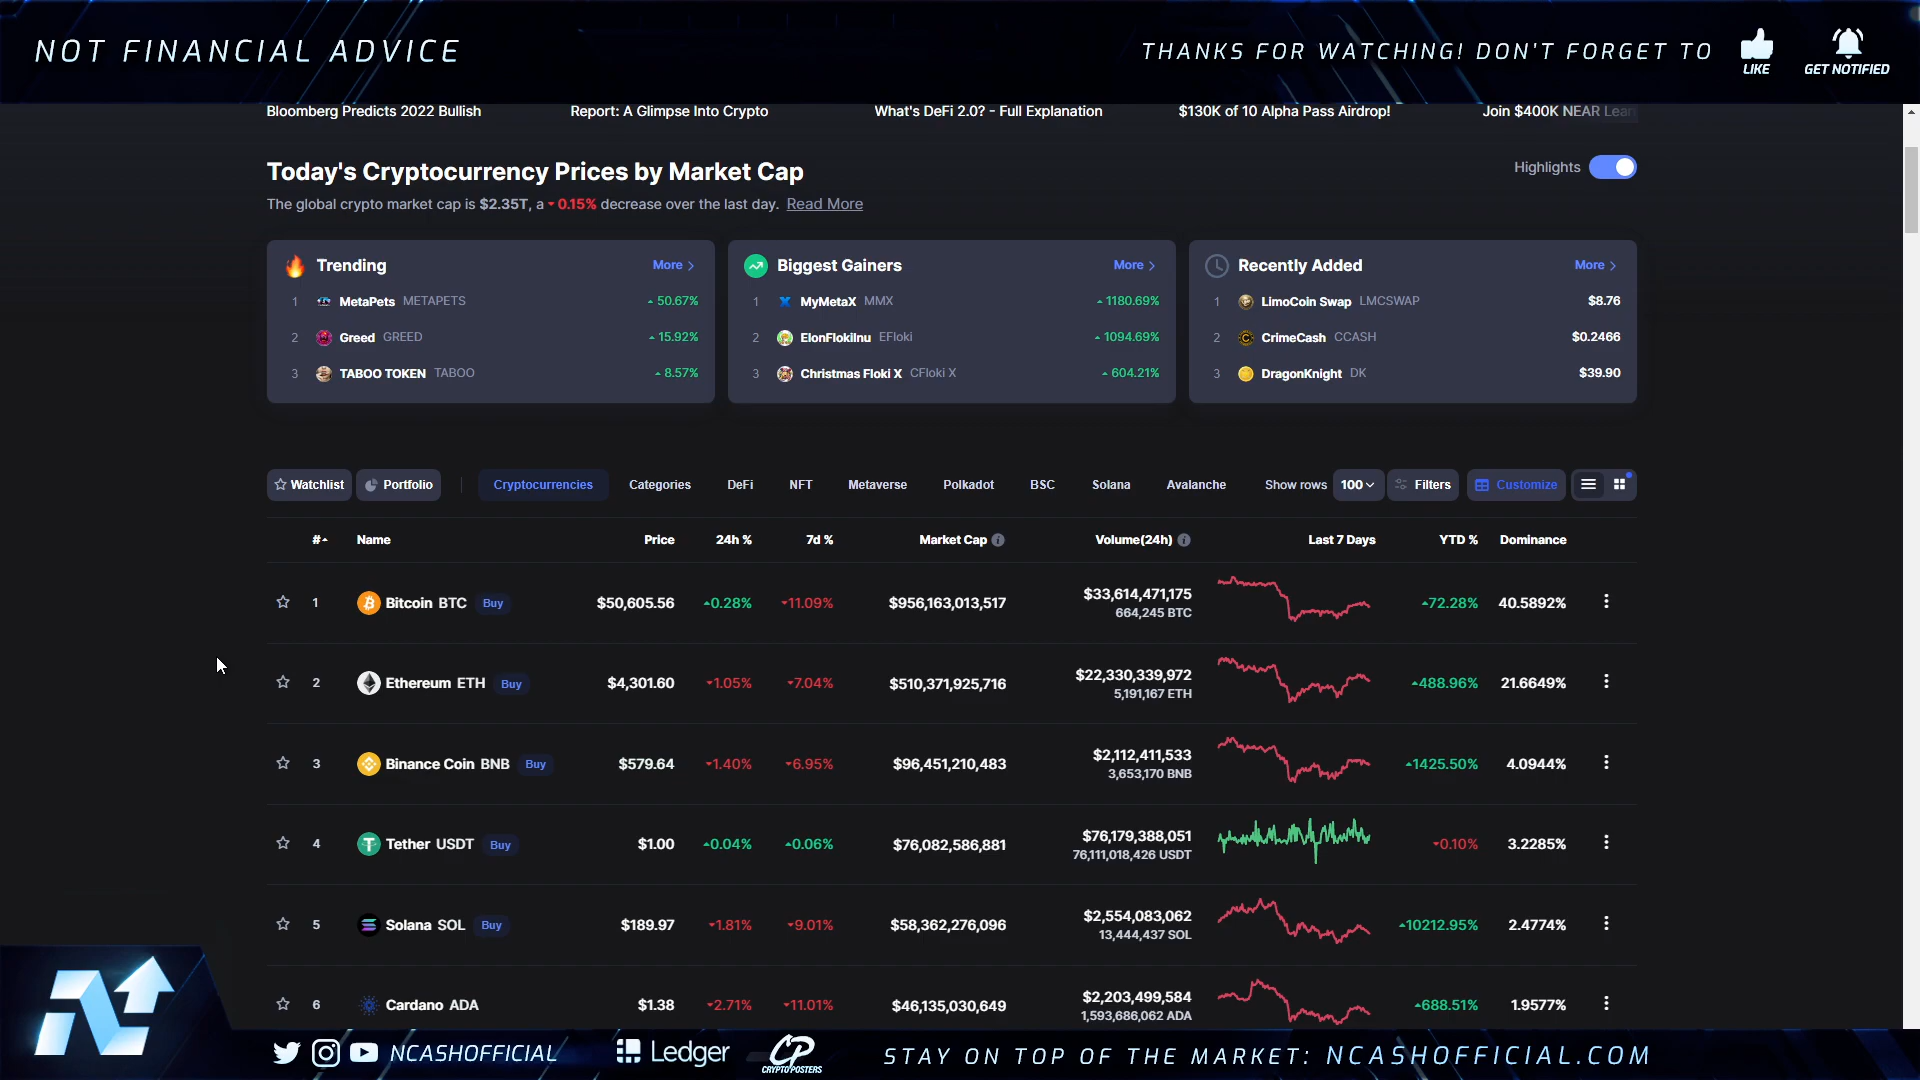 NOT FINANCIAL ADVICE
THANKS FOR WATCHING! DON'T FORGET TO
LIKE
GET NOTIFIED
Bloomberg Predicts 2022 Bullish
Report: A Glimpse Into Crypto
What's DeFi 2.0? - Full Explanation
$130K of 10 Alpha Pass Airdrop!
Join $400K NEAR Learn
Today's Cryptocurrency Prices by Market Cap
Highlights
The global crypto market cap is $2.35T, a 0.15% decrease over the last day. Read More
Trending More
1 MetaPets METAPETS 50.67%
2 Greed GREED 15.92%
3 TABOO TOKEN TABOO 8.57%
Biggest Gainers More
1 MyMetaX MMX 1180.69%
2 ElonFlokiInu EFloki 1094.69%
3 Christmas Floki X CFloki X 604.21%
Recently Added More
1 LimoCoin Swap LMCSWAP $8.76
2 CrimeCash CCASH $0.2466
3 DragonKnight DK $39.90
Watchlist Portfolio Cryptocurrencies Categories DeFi NFT Metaverse Polkadot BSC Solana Avalanche Show rows 100 Filters Customize
# Name Price 24h % 7d % Market Cap Volume(24h) Last 7 Days YTD % Dominance
1 Bitcoin BTC Buy $50,605.56 0.28% 11.09% $956,163,013,517 $33,614,471,175 72.28% 40.5892%
664,245 BTC
2 Ethereum ETH Buy $4,301.60 1.05% 7.04% $510,371,925,716 $22,330,339,972 488.96% 21.6649%
5,191,167 ETH
3 Binance Coin BNB Buy $579.64 1.40% 6.95% $96,451,210,483 $2,112,411,533 1425.50% 4.0944%
3,653,170 BNB
4 Tether USDT Buy $1.00 0.04% 0.06% $76,082,586,881 $76,179,388,051 0.10% 3.2285%
76,111,018,426 USDT
5 Solana SOL Buy $189.97 1.81% 9.01% $58,362,276,096 $2,554,083,062 10212.95% 2.4774%
13,444,437 SOL
6 Cardano ADA $1.38 2.71% 11.01% $46,135,030,649 $2,203,499,584 688.51% 1.9577%
1,593,686,062 ADA
NCASHOFFICIAL
Ledger
CP
CRYPTOPOSTERS
STAY ON TOP OF THE MARKET: NCASHOFFICIAL.COM